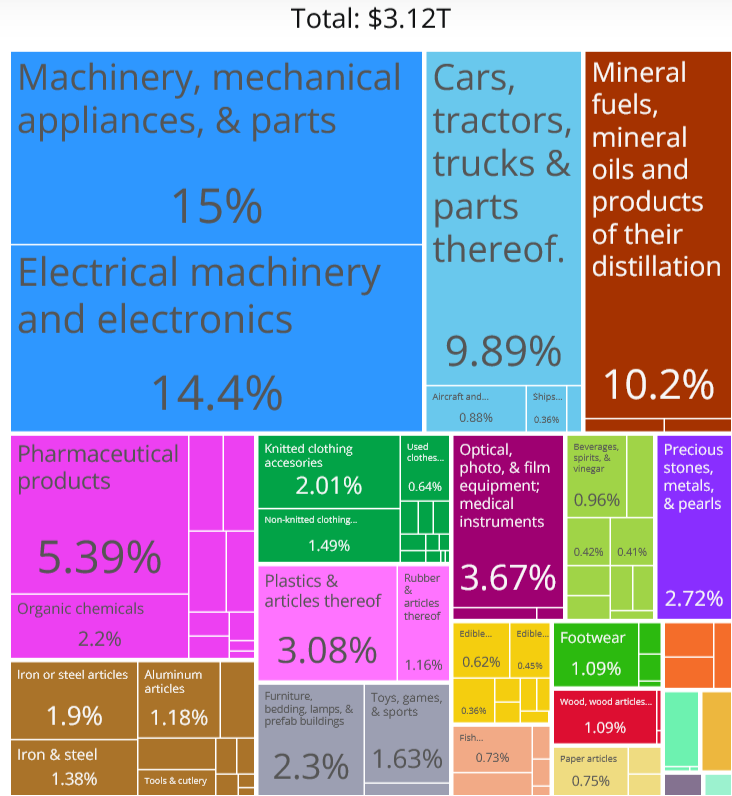 Total: $3.12T
Machinery, mechanical
appliances, & parts
15%
Electrical machinery
and electronics
14.4%
Cars,
tractors,
trucks &
parts
thereof.
9.89%
Aircraft and...
0.88%
Ships...
0.36%
Mineral
fuels,
mineral
oils and
products
of their
distillation
10.2%
Pharmaceutical
products
5.39%
Organic chemicals
2.2%
Knitted clothing
accesories
2.01%
Used
clothes...
0.64%
Non-knitted clothing...
1.49%
Plastics &
articles thereof
3.08%
Rubber
&
articles
thereof
1.16%
Optical,
photo, & film
equipment;
medical
instruments
3.67%
Beverages,
spirits, &
vinegar
0.96%
0.42%
0.41%
Precious
stones,
metals,
& pearls
2.72%
Iron or steel articles
1.9%
Aluminum
articles
1.18%
Iron & steel
1.38%
Tools & cutlery
Furniture,
bedding, lamps, &
prefab buildings
2.3%
Toys, games,
& sports
1.63%
Edible...
0.62%
Edible...
0.45%
0.36%
Fish...
0.73%
Footwear
1.09%
Wood, wood articles...
1.09%
Paper articles
0.75%